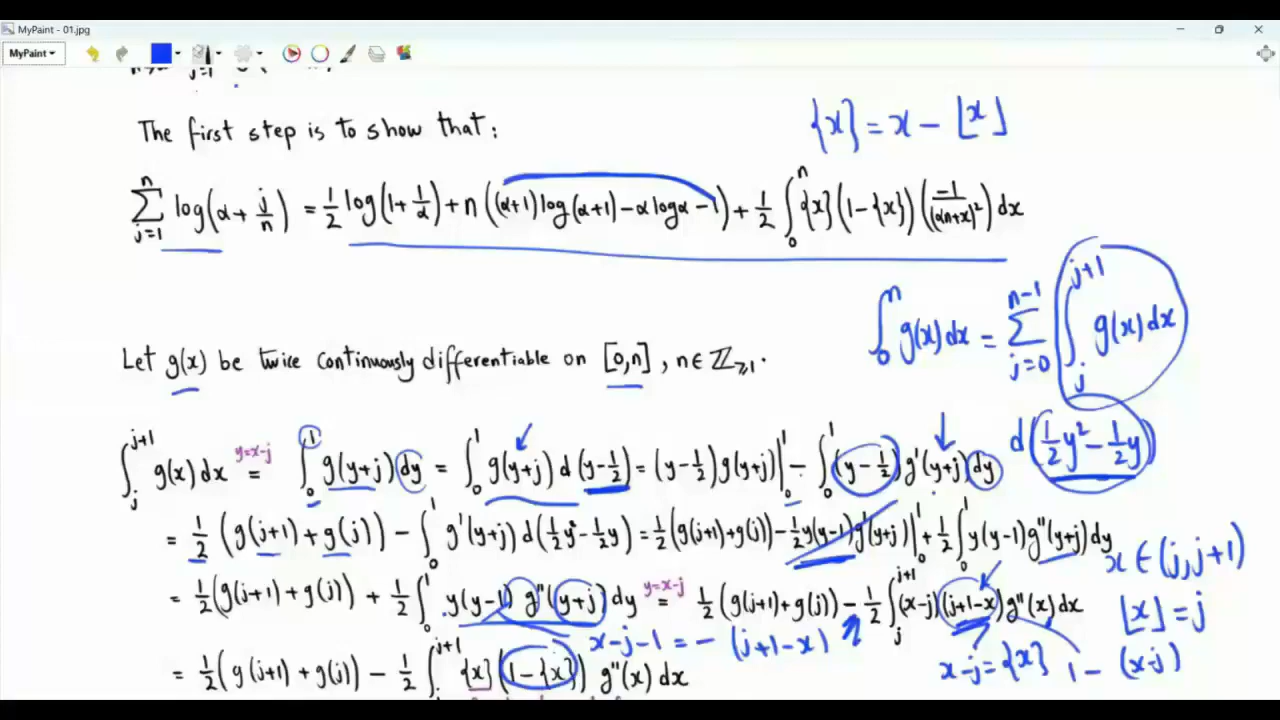 MyPaint - 01.jpg
MyPaint
j=1
The first step is to show that:
{x} = x - ⌊x⌋
∑_{j=1}^{n} log(α + j/n) = 1/2 log(1 + 1/α) + n((α+1)log(α+1) - α logα - 1) + 1/2 ∫_0^n {x}(1-{x})(-1/(αn+x)²) dx
∫_0^n g(x)dx = ∑_{j=0}^{n-1} ∫_j^{j+1} g(x)dx
Let g(x) be twice continuously differentiable on [0,n], n∈ℤ_{⩾1}.
∫_j^{j+1} g(x)dx =^{y=x-j} ∫_0^1 g(y+j)dy = ∫_0^1 g(y+j) d(y-1/2) = (y-1/2)g(y+j)|_0^1 - ∫_0^1 (y-1/2) g'(y+j)dy
d(1/2 y² - 1/2 y)
= 1/2 (g(j+1)+g(j)) - ∫_0^1 g'(y+j) d(1/2 y² - 1/2 y) = 1/2(g(j+1)+g(j)) - 1/2 y(y-1)g'(y+j)|_0^1 + 1/2 ∫_0^1 y(y-1)g''(y+j)dy
x ∈ (j, j+1)
= 1/2(g(j+1)+g(j)) + 1/2 ∫_0^1 y(y-1) g''(y+j) dy =^{y=x-j} 1/2 (g(j+1)+g(j)) - 1/2 ∫_j^{j+1} (x-j)(j+1-x)g''(x)dx
⌊x⌋ = j
x-j-1 = -(j+1-x)
x-j = {x}
1 - (x-j)
= 1/2(g(j+1)+g(j)) - 1/2 ∫_j^{j+1} {x}(1-{x}) g''(x)dx